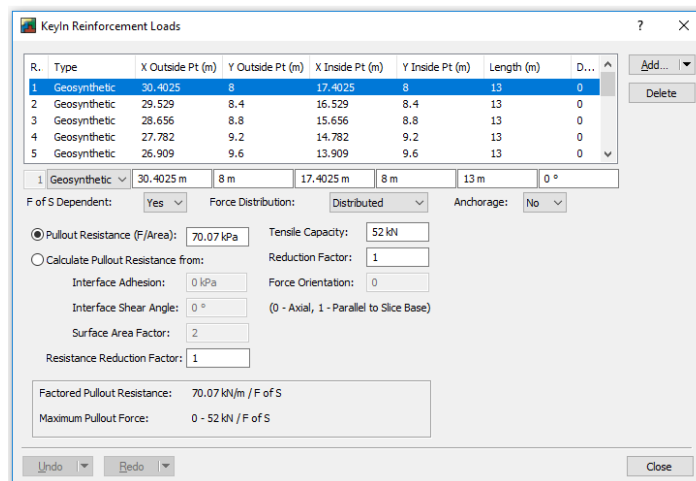 KeyIn Reinforcement Loads ? X
R. Type X Outside Pt (m) Y Outside Pt (m) X Inside Pt (m) Y Inside Pt (m) Length (m) D...
1 Geosynthetic 30.4025 8 17.4025 8 13 0
2 Geosynthetic 29.529 8.4 16.529 8.4 13 0
3 Geosynthetic 28.656 8.8 15.656 8.8 13 0
4 Geosynthetic 27.782 9.2 14.782 9.2 13 0
5 Geosynthetic 26.909 9.6 13.909 9.6 13 0
Add...
Delete
1 Geosynthetic 30.4025 m 8 m 17.4025 m 8 m 13 m 0 °
F of S Dependent: Yes Force Distribution: Distributed Anchorage: No
Pullout Resistance (F/Area): 70.07 kPa Tensile Capacity: 52 kN
Calculate Pullout Resistance from: Reduction Factor: 1
Interface Adhesion: 0 kPa Force Orientation: 0
Interface Shear Angle: 0 ° (0 - Axial, 1 - Parallel to Slice Base)
Surface Area Factor: 2
Resistance Reduction Factor: 1
Factored Pullout Resistance: 70.07 kN/m / F of S
Maximum Pullout Force: 0 - 52 kN / F of S
Undo Redo Close